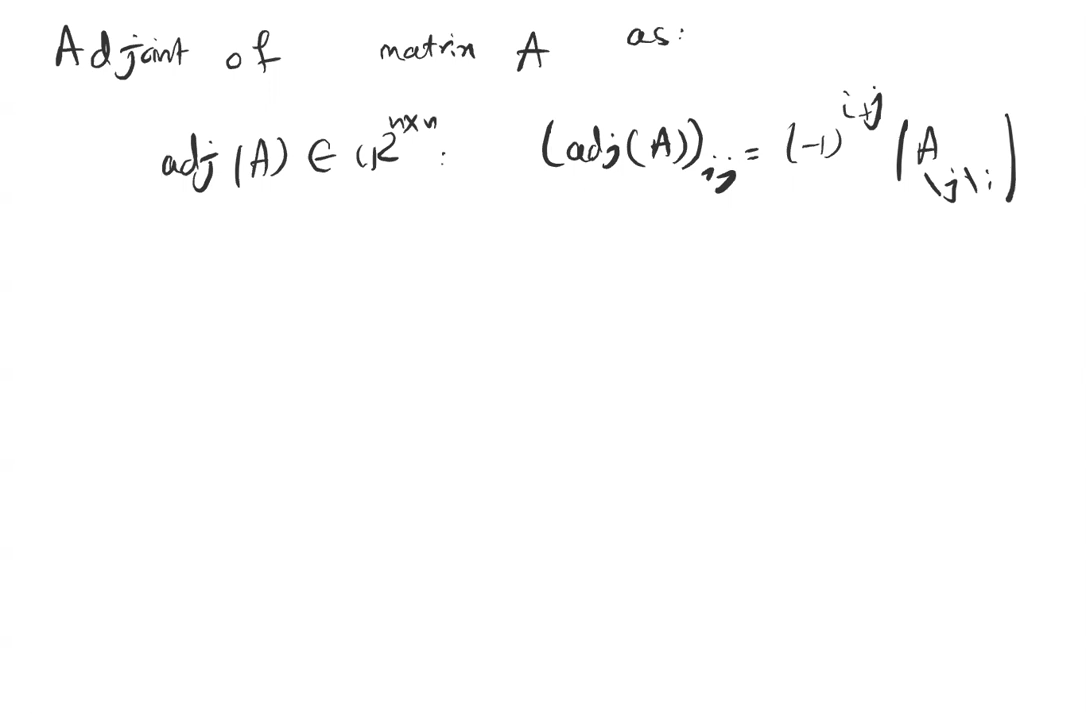 Adjoint of matrix A as:
adj(A) ∈ ℝ^{n×n}: (adj(A))_{ij} = (-1)^{i+j} |A_{\j\i}|